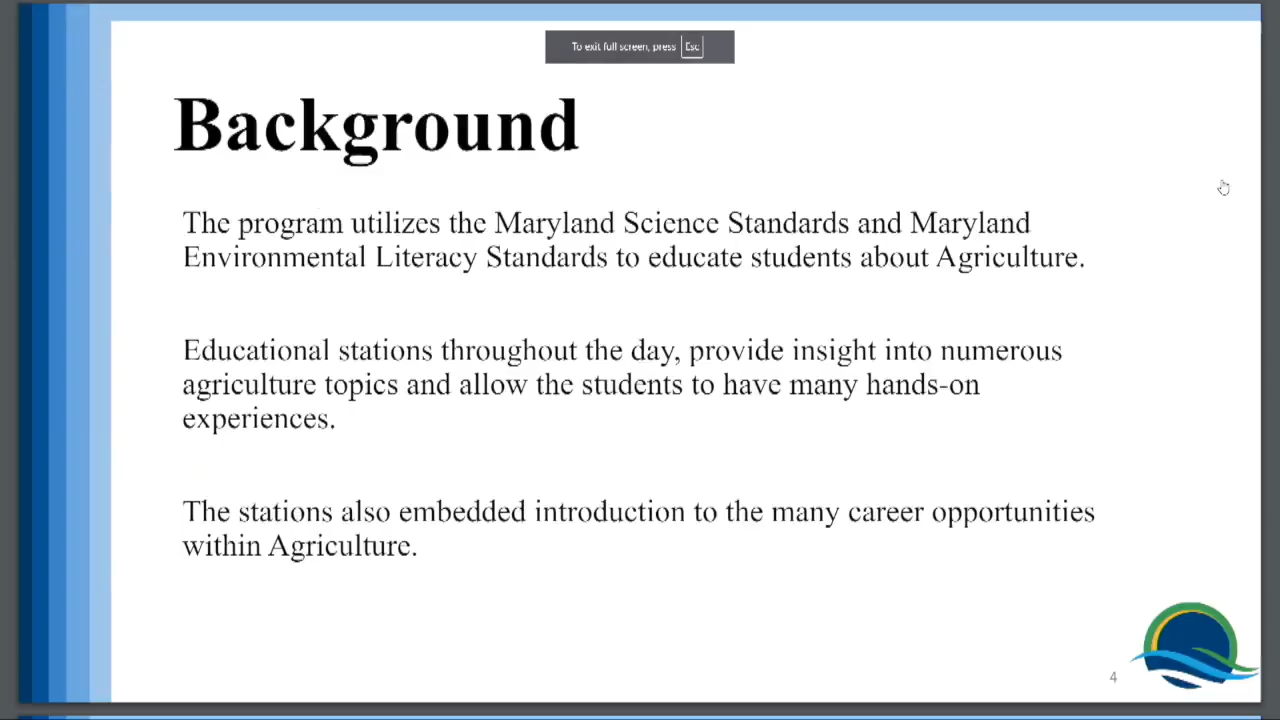 To exit full screen, press Esc
Background
The program utilizes the Maryland Science Standards and Maryland
Environmental Literacy Standards to educate students about Agriculture.
Educational stations throughout the day, provide insight into numerous
agriculture topics and allow the students to have many hands-on
experiences.
The stations also embedded introduction to the many career opportunities
within Agriculture.
4